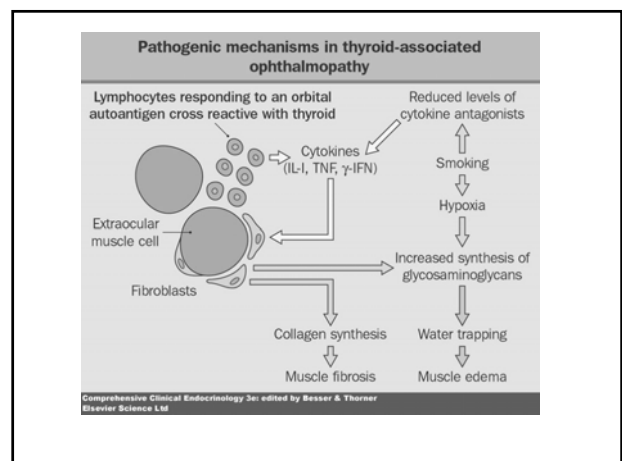 Pathogenic mechanisms in thyroid-associated
ophthalmopathy
Lymphocytes responding to an orbital
autoantigen cross reactive with thyroid
Reduced levels of
cytokine antagonists
Cytokines
(IL-I, TNF, γ-IFN)
Smoking
Hypoxia
Extraocular
muscle cell
Increased synthesis of
glycosaminoglycans
Fibroblasts
Collagen synthesis
Water trapping
Muscle fibrosis
Muscle edema
Comprehensive Clinical Endocrinology 3e: edited by Besser & Thorner
Elsevier Science Ltd